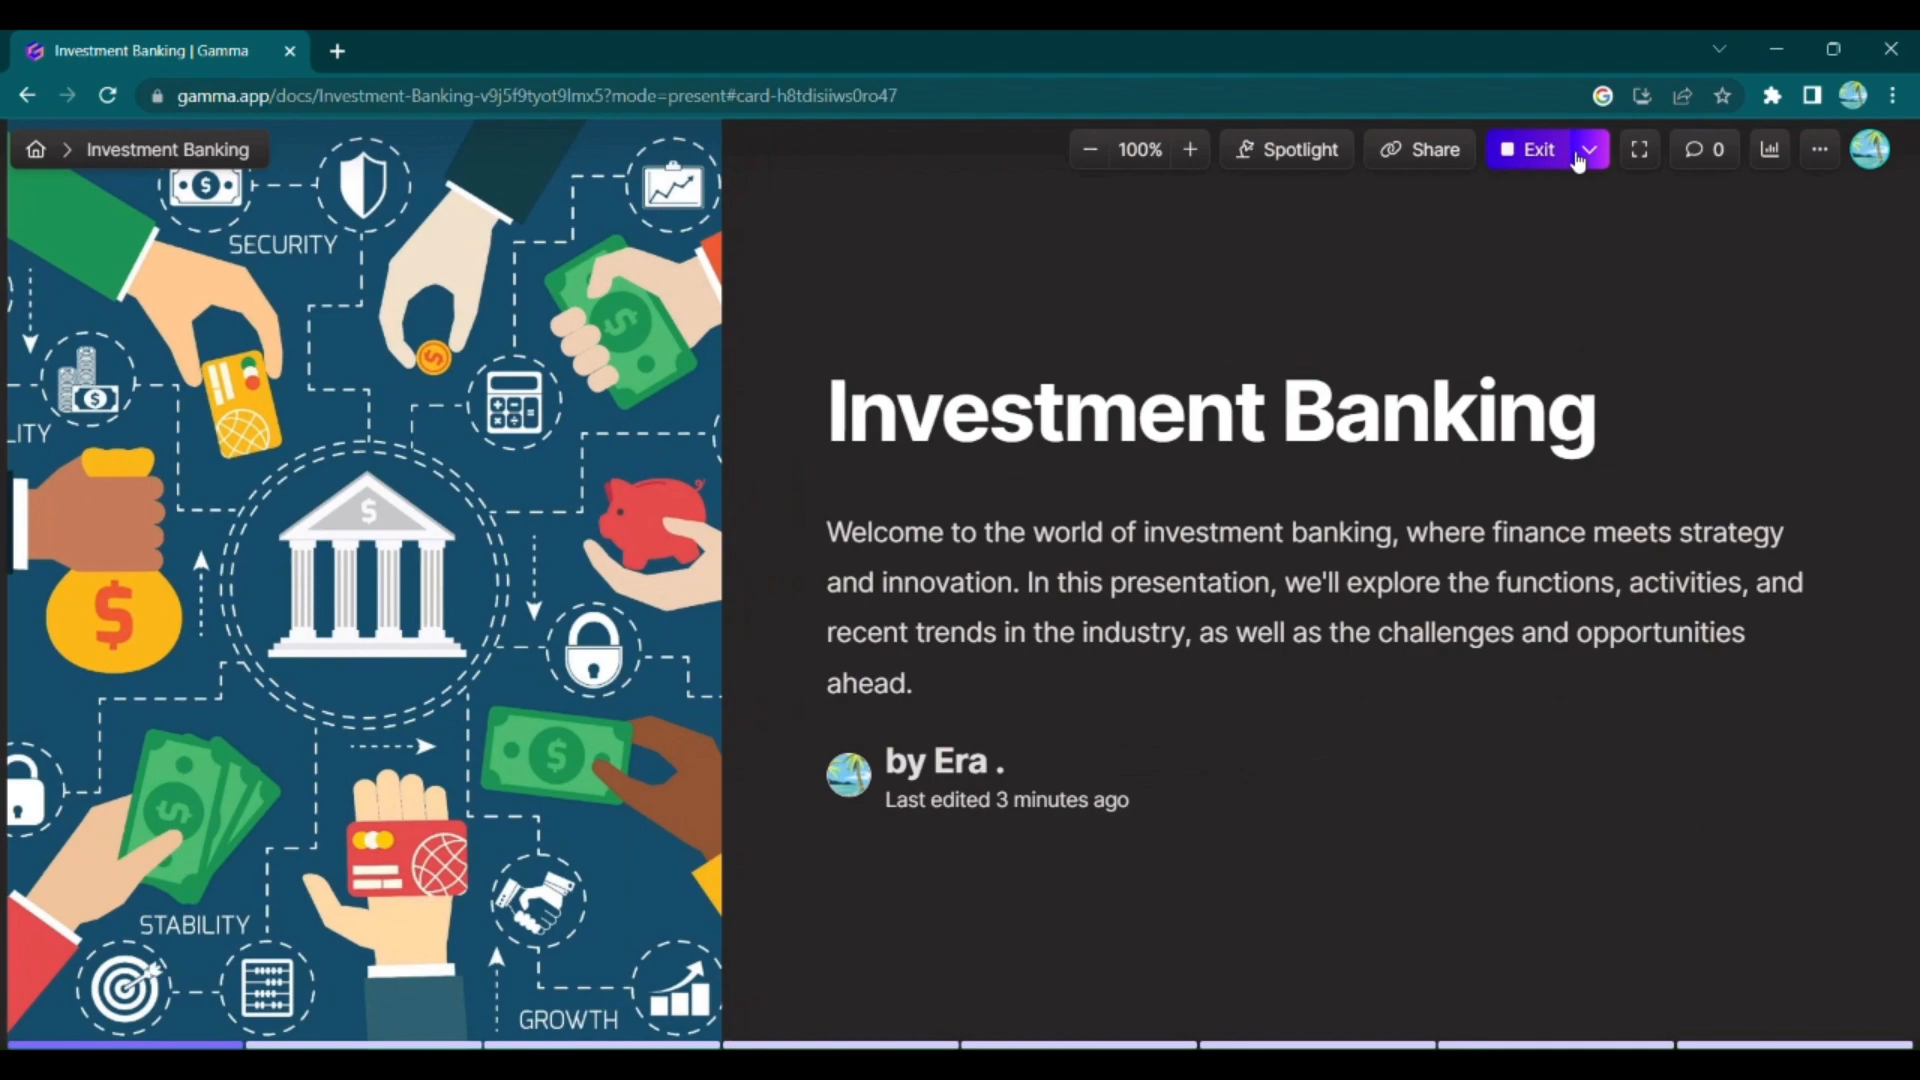 Investment Banking | Gamma
gamma.app/docs/Investment-Banking-v9j5f9tyot9lmx5?mode=present#card-h8tdisiiws0ro47
Investment Banking
100%
Spotlight
Share
Exit
0
SECURITY
LITY
STABILITY
GROWTH
Investment Banking
Welcome to the world of investment banking, where finance meets strategy
and innovation. In this presentation, we'll explore the functions, activities, and
recent trends in the industry, as well as the challenges and opportunities
ahead.
by Era .
Last edited 3 minutes ago